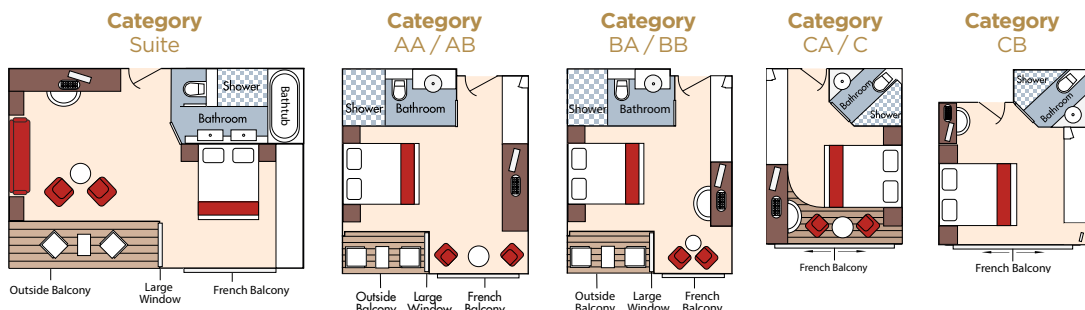 Category
Suite
Category
AA / AB
Category
BA / BB
Category
CA / C
Category
CB
Shower
Bathtub
Bathroom
Outside Balcony
Large
Window
French Balcony
Shower
Bathroom
Outside
Balcony
Large
Window
French
Balcony
Shower
Bathroom
Outside
Balcony
Large
Window
French
Balcony
Bathroom
Shower
French Balcony
Shower
Bathroom
French Balcony